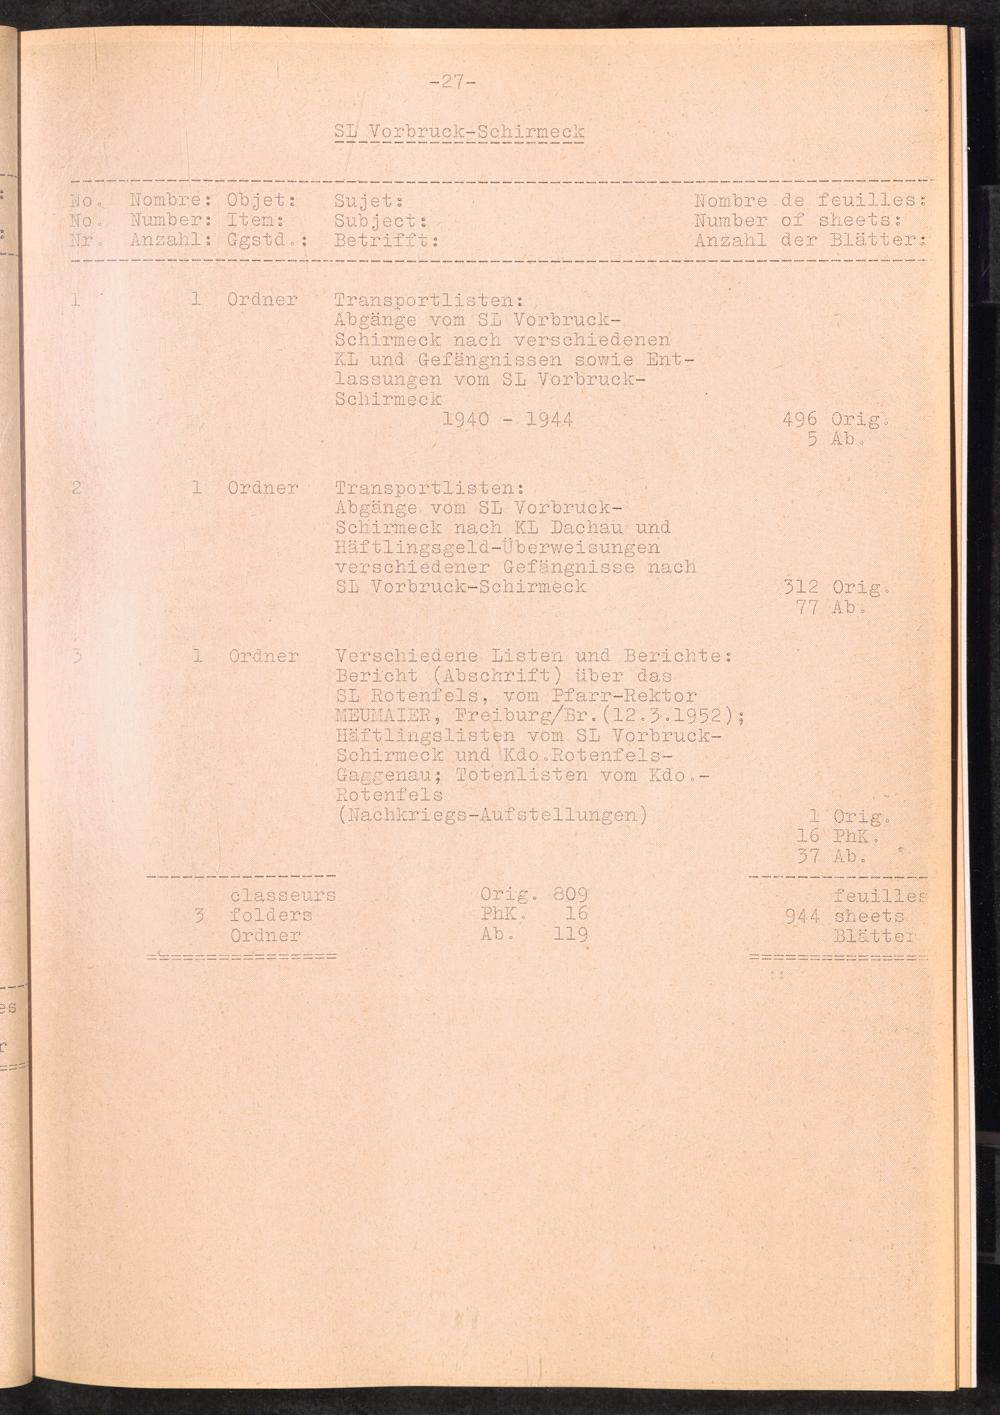 -27-
SL Vorbruck-Schirmeck
No. Nombre: Objet: Sujet: Nombre de feuilles:
No. Number: Item: Subject: Number of sheets:
Nr. Anzahl: Ggstd.: Betrifft: Anzahl der Blätter:
1 1 Ordner Transportlisten:
Abgänge vom SL Vorbruck-
Schirmeck nach verschiedenen
KL und Gefängnissen sowie Ent-
lassungen vom SL Vorbruck-
Schirmeck
1940 - 1944 496 Orig.
5 Ab.
2 1 Ordner Transportlisten:
Abgänge vom SL Vorbruck-
Schirmeck nach KL Dachau und
Häftlingsgeld-Überweisungen
verschiedener Gefängnisse nach
SL Vorbruck-Schirmeck 312 Orig.
77 Ab.
3 1 Ordner Verschiedene Listen und Berichte:
Bericht (Abschrift) über das
SL Rotenfels, vom Pfarr-Rektor
MEUMAIER, Freiburg/Br.(12.3.1952);
Häftlingslisten vom SL Vorbruck-
Schirmeck und Kdo.Rotenfels-
Gaggenau; Totenlisten vom Kdo.-
Rotenfels
(Nachkriegs-Aufstellungen) 1 Orig.
16 PhK.
37 Ab.
classeurs Orig. 809 feuilles
3 folders PhK. 16 944 sheets
Ordner Ab. 119 Blätter